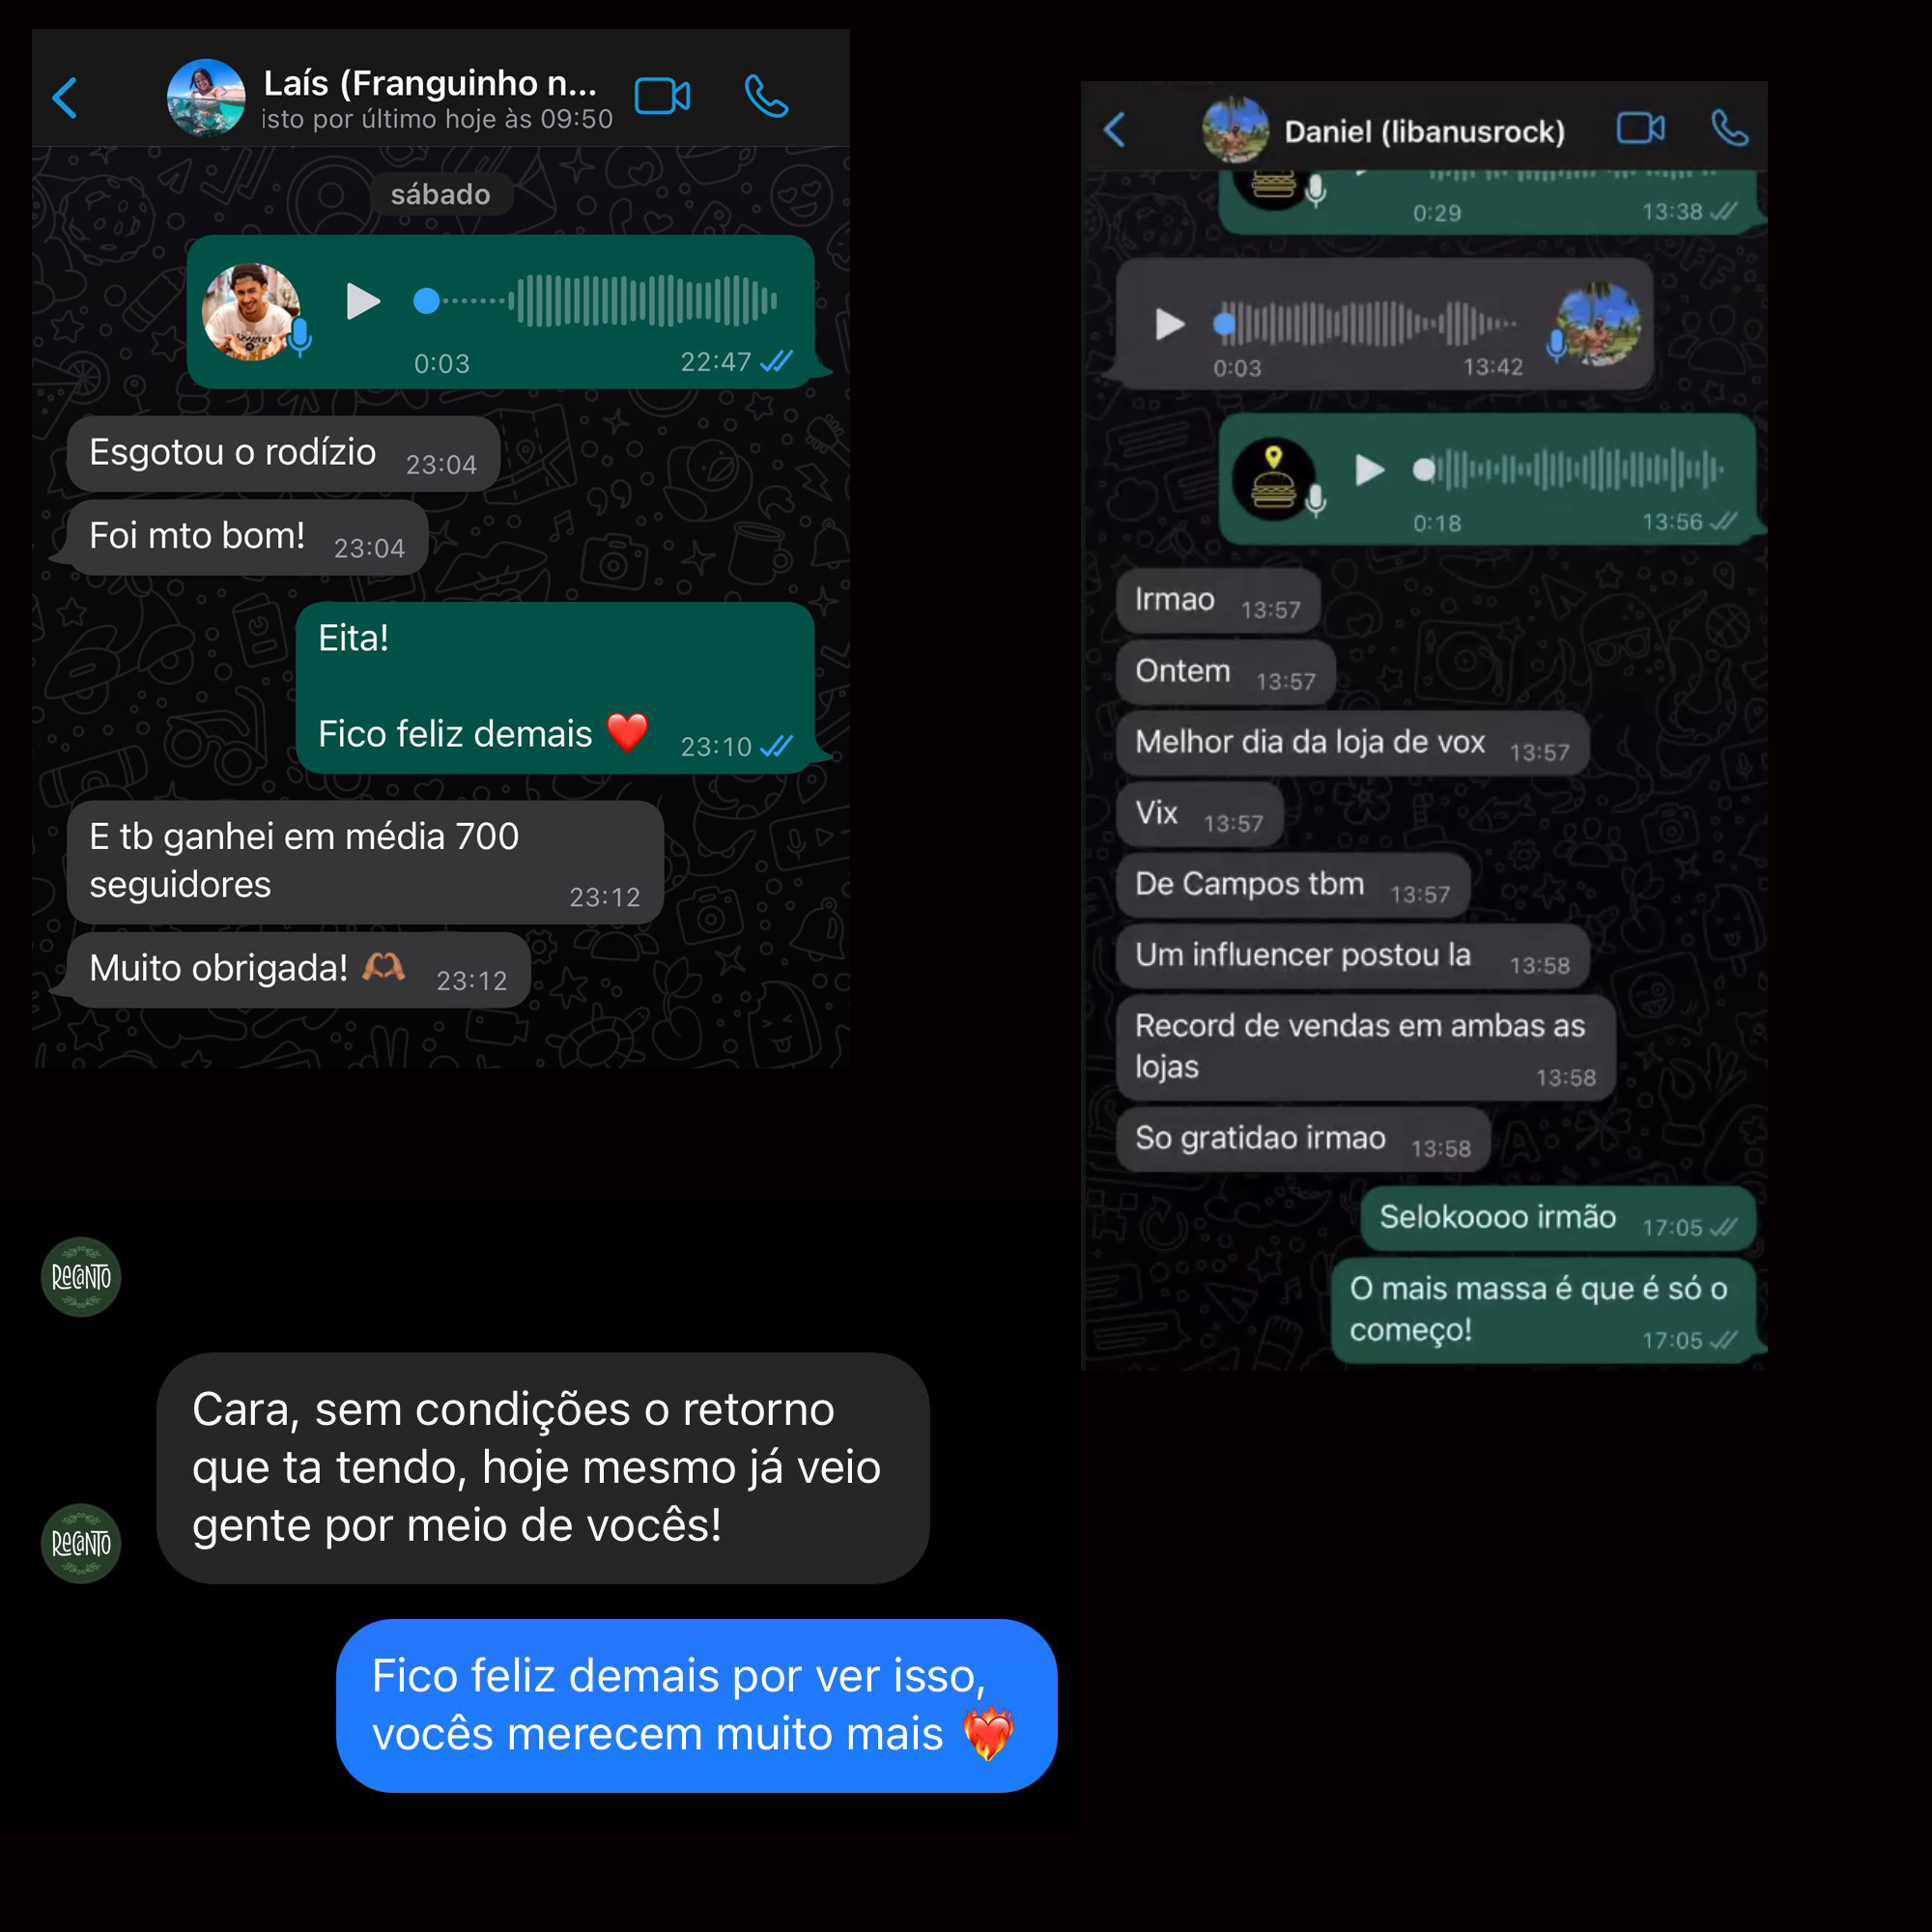 Laís (Franguinho n...
isto por último hoje às 09:50
sábado
0:03
22:47
Esgotou o rodízio 23:04
Foi mto bom! 23:04
Eita!
Fico feliz demais ❤️ 23:10
E tb ganhei em média 700
seguidores 23:12
Muito obrigada! 🫶🏽 23:12
Daniel (libanusrock)
0:29 13:38
0:03 13:42
0:18 13:56
Irmao 13:57
Ontem 13:57
Melhor dia da loja de vox 13:57
Vix 13:57
De Campos tbm 13:57
Um influencer postou la 13:58
Record de vendas em ambas as
lojas 13:58
So gratidao irmao 13:58
Selokoooo irmão 17:05
O mais massa é que é só o
começo! 17:05
ReCaNTO
Cara, sem condições o retorno
que ta tendo, hoje mesmo já veio
gente por meio de vocês!
ReCaNTO
Fico feliz demais por ver isso,
vocês merecem muito mais ❤️‍🔥